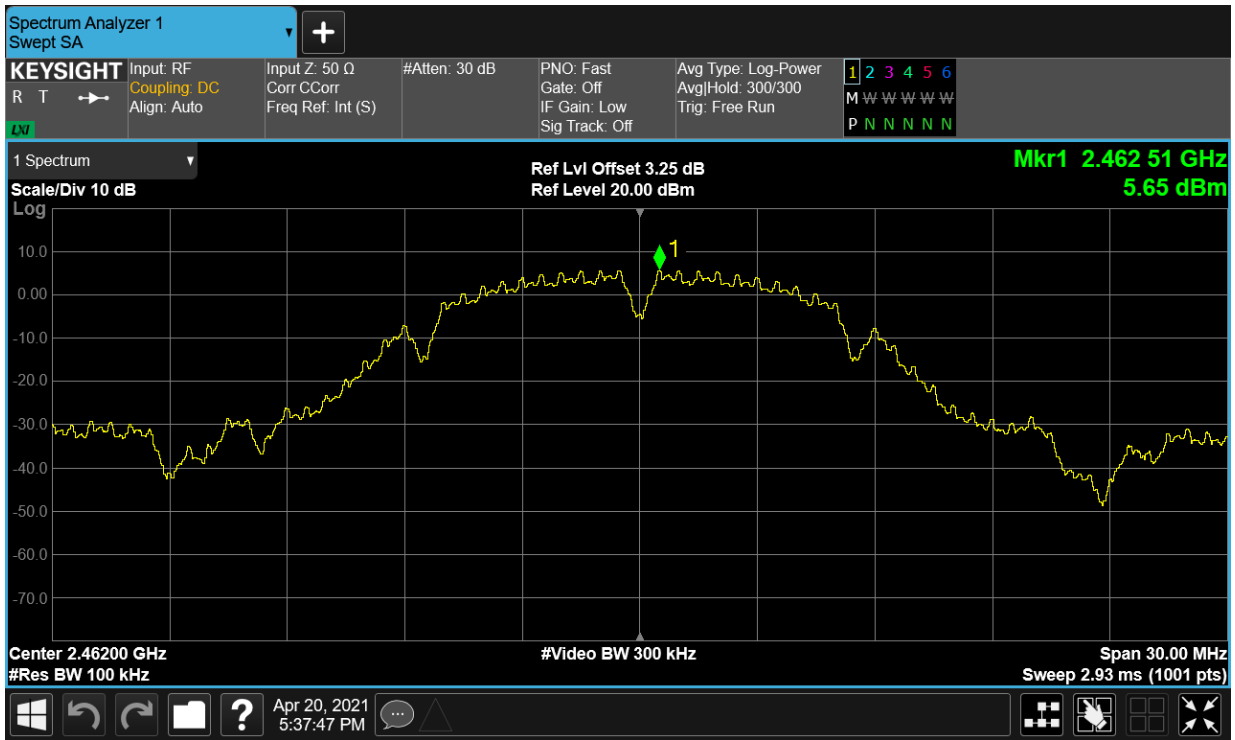 Spectrum Analyzer 1
Swept SA
+
KEYSIGHT
R T
LXI
Input: RF
Coupling: DC
Align: Auto
Input Z: 50 Ω
Corr CCorr
Freq Ref: Int (S)
#Atten: 30 dB
PNO: Fast
Gate: Off
IF Gain: Low
Sig Track: Off
Avg Type: Log-Power
Avg|Hold: 300/300
Trig: Free Run
1 2 3 4 5 6
M W W W W W
P N N N N N
1 Spectrum
Scale/Div 10 dB
Log
Ref Lvl Offset 3.25 dB
Ref Level 20.00 dBm
Mkr1 2.462 51 GHz
5.65 dBm
1
10.0
0.00
-10.0
-20.0
-30.0
-40.0
-50.0
-60.0
-70.0
Center 2.46200 GHz
#Res BW 100 kHz
#Video BW 300 kHz
Span 30.00 MHz
Sweep 2.93 ms (1001 pts)
?
Apr 20, 2021
5:37:47 PM